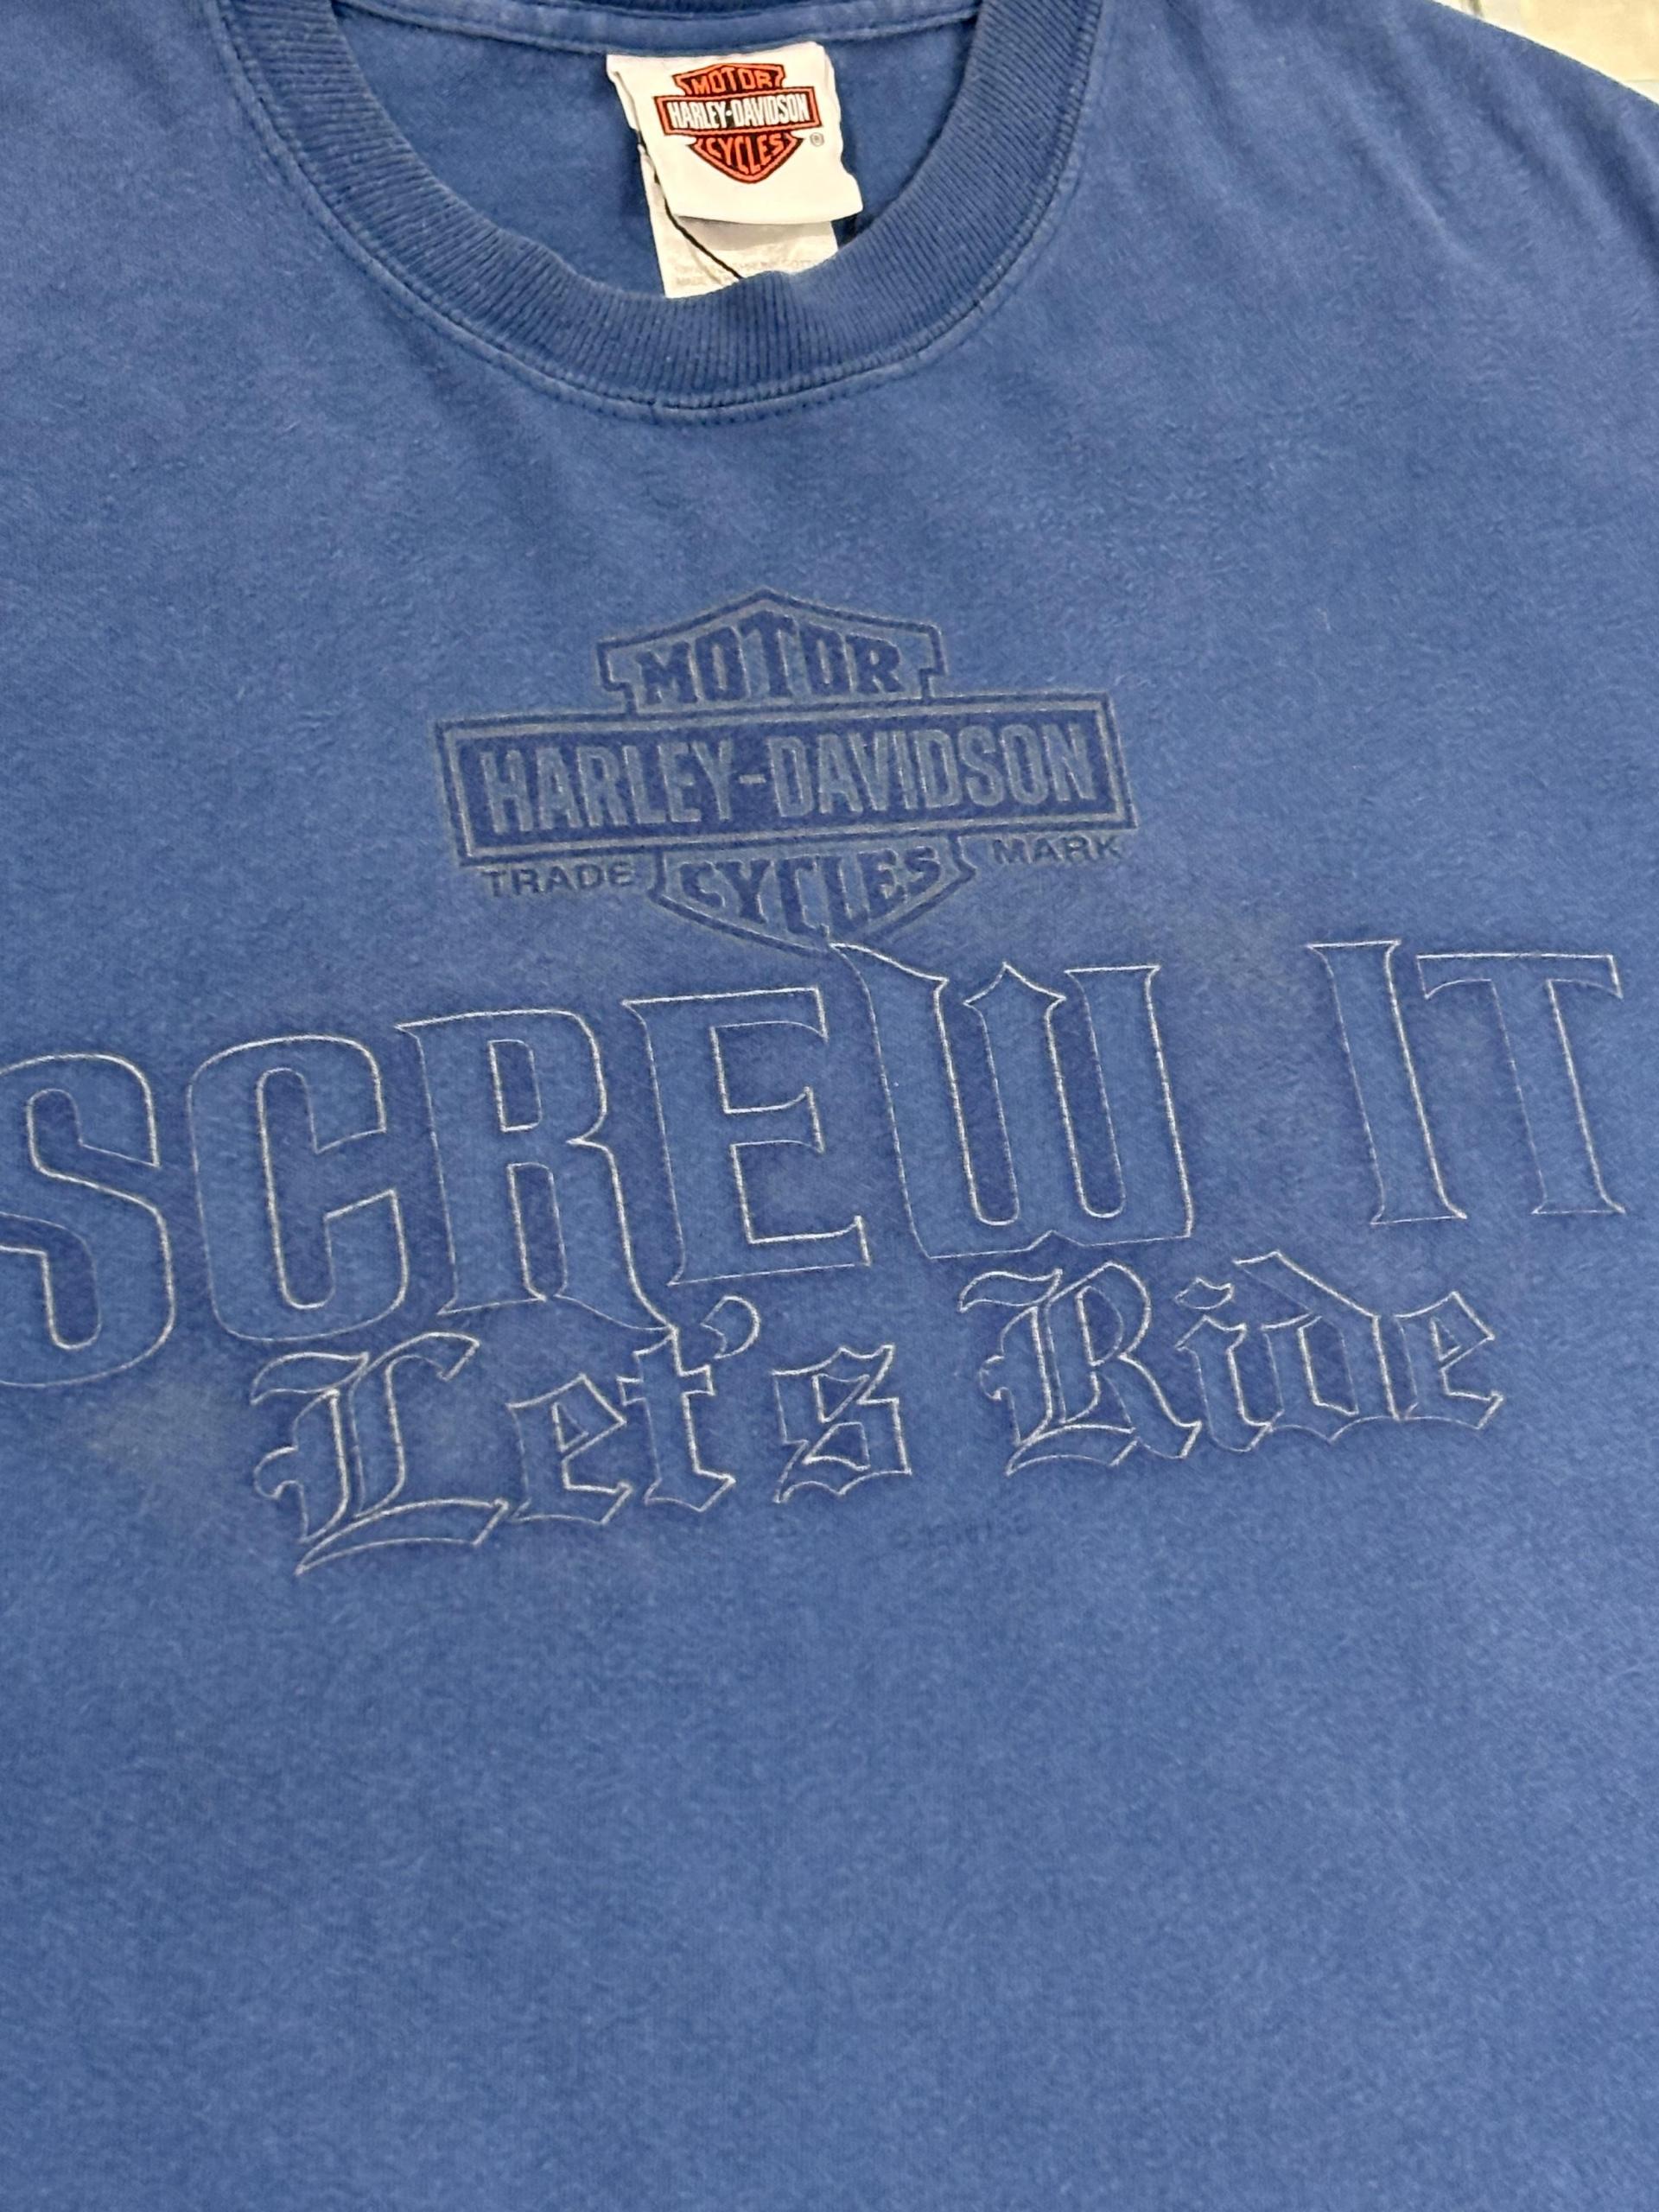 MOTOR
HARLEY-DAVIDSON
CYCLES
®
MOTOR
HARLEY-DAVIDSON
TRADE CYCLES MARK
SCREW IT
Let's Ride